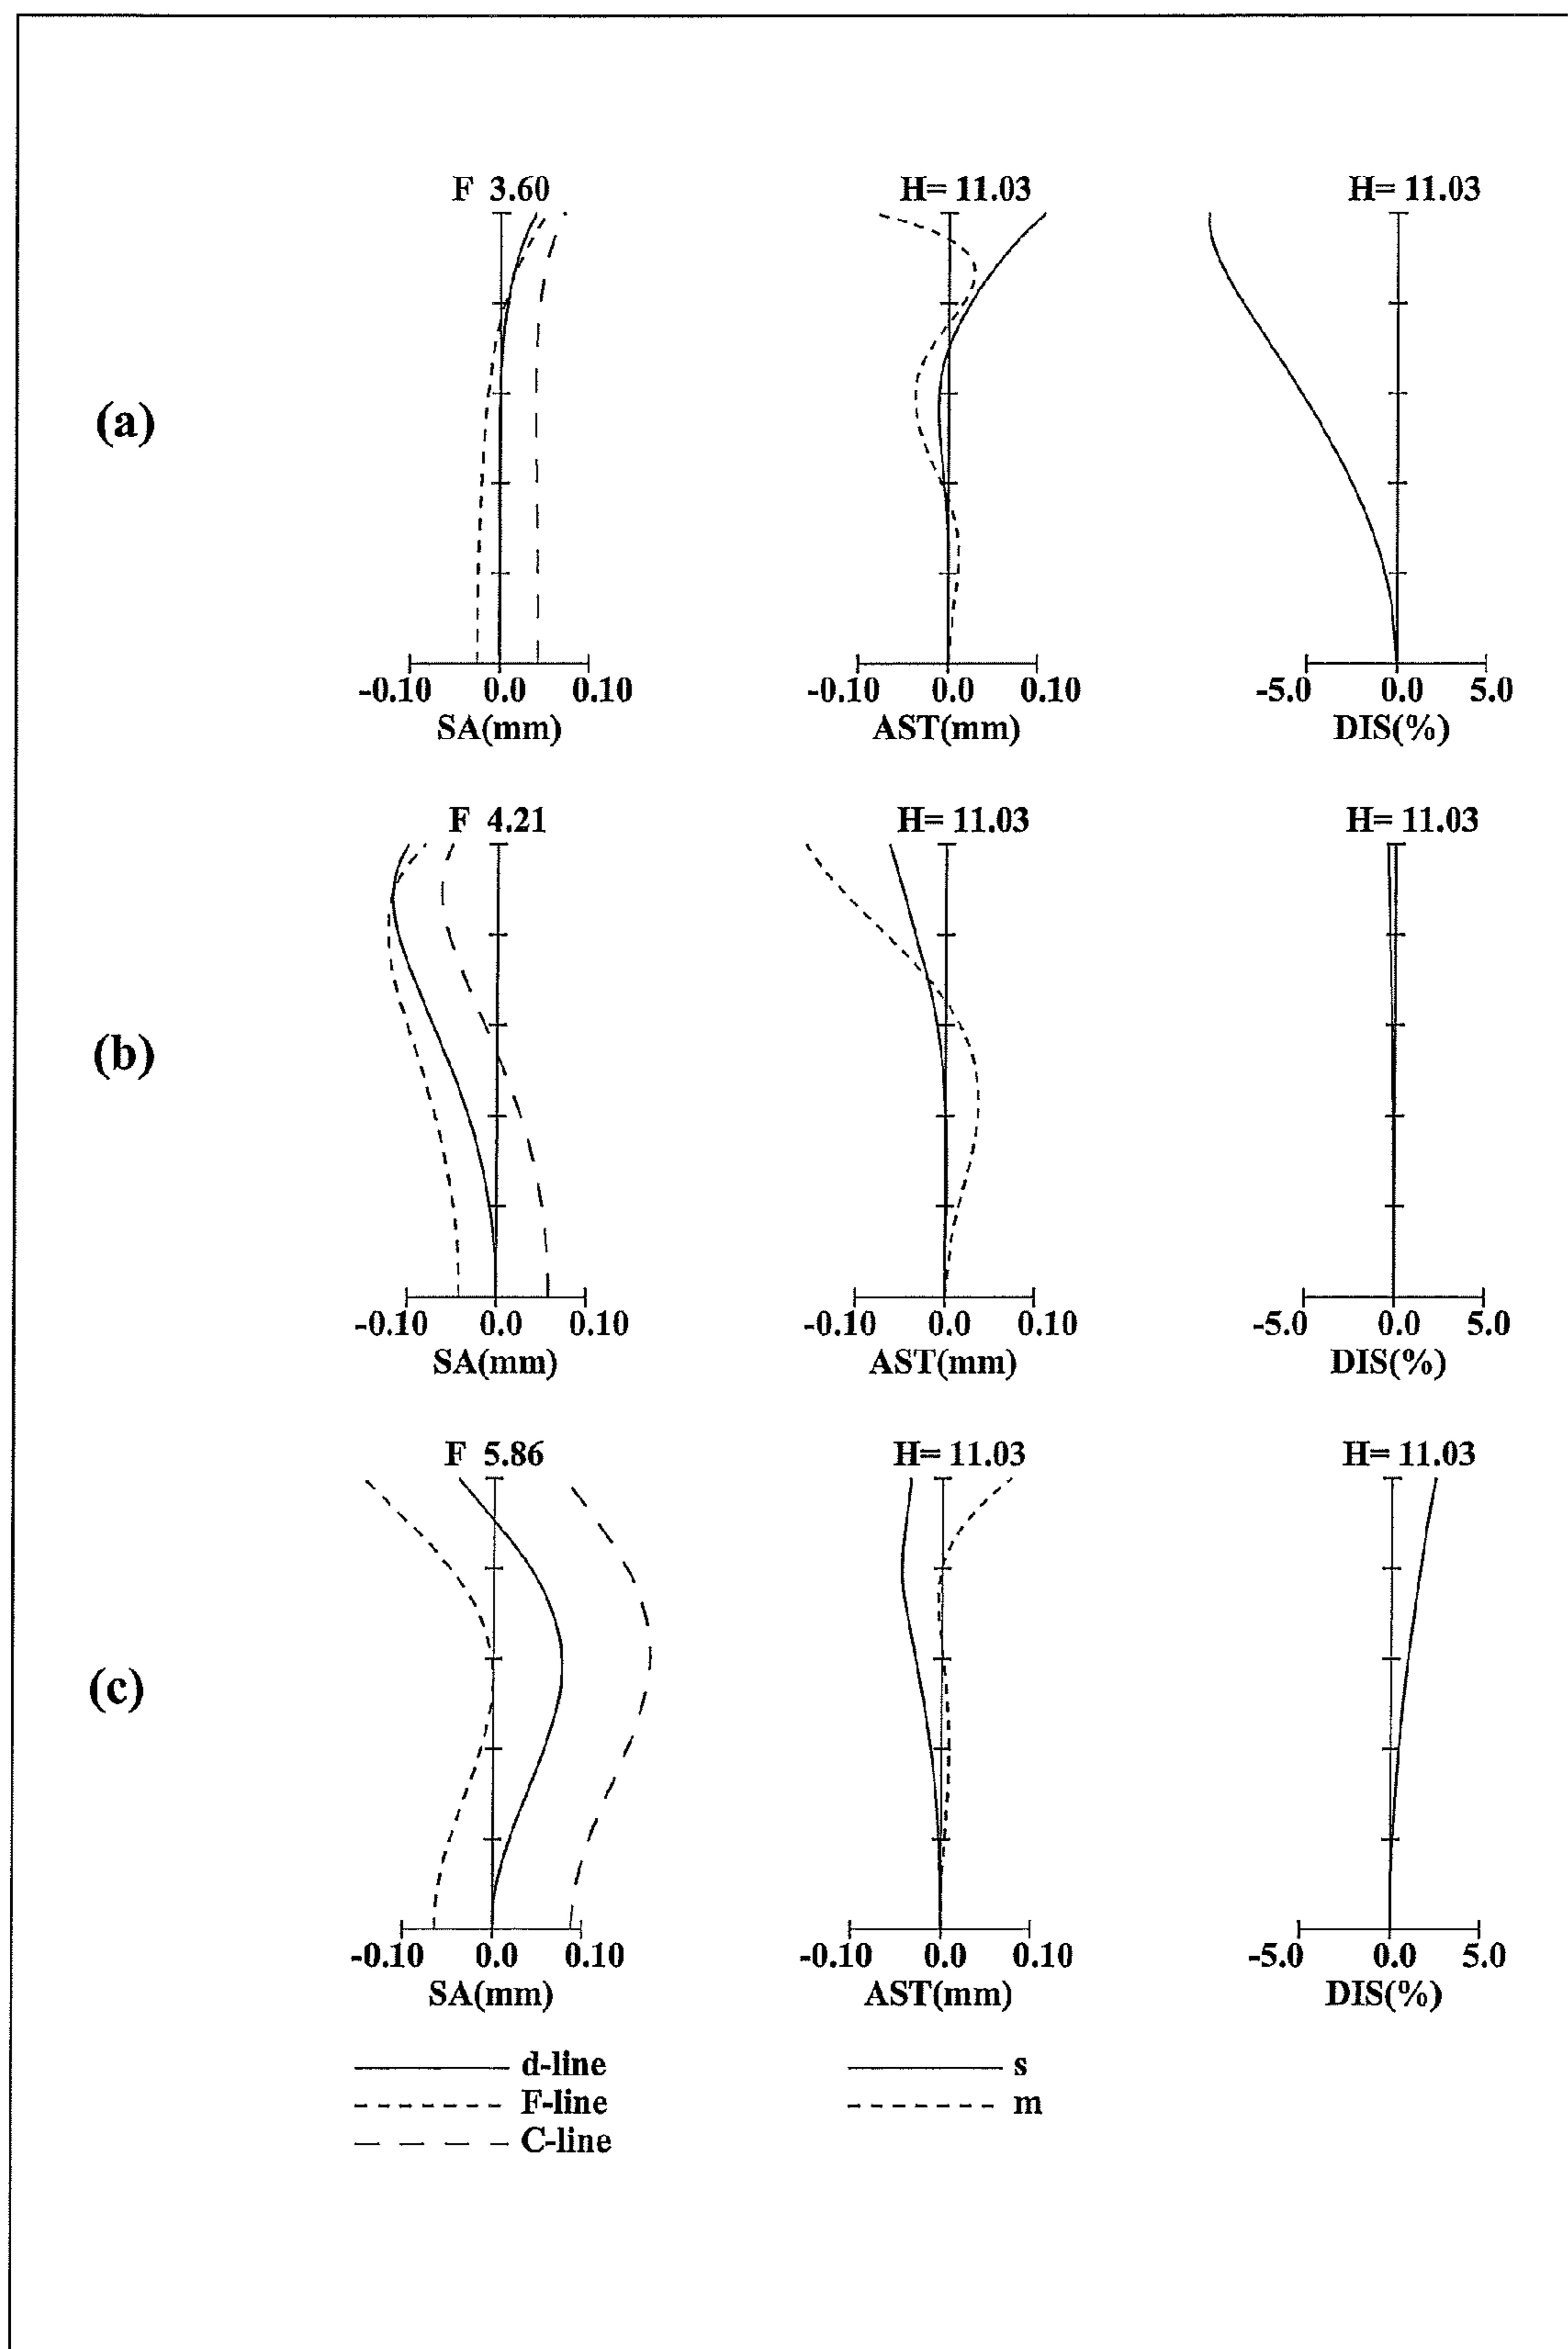 F 3.60 H= 11.03 H= 11.03
(a)
-0.10 0.0 0.10 -0.10 0.0 0.10 -5.0 0.0 5.0
SA(mm) AST(mm) DIS(%)
F 4.21 H= 11.03 H= 11.03
(b)
-0.10 0.0 0.10 -0.10 0.0 0.10 -5.0 0.0 5.0
SA(mm) AST(mm) DIS(%)
F 5.86 H= 11.03 H= 11.03
(c)
-0.10 0.0 0.10 -0.10 0.0 0.10 -5.0 0.0 5.0
SA(mm) AST(mm) DIS(%)
d-line s
F-line m
C-line